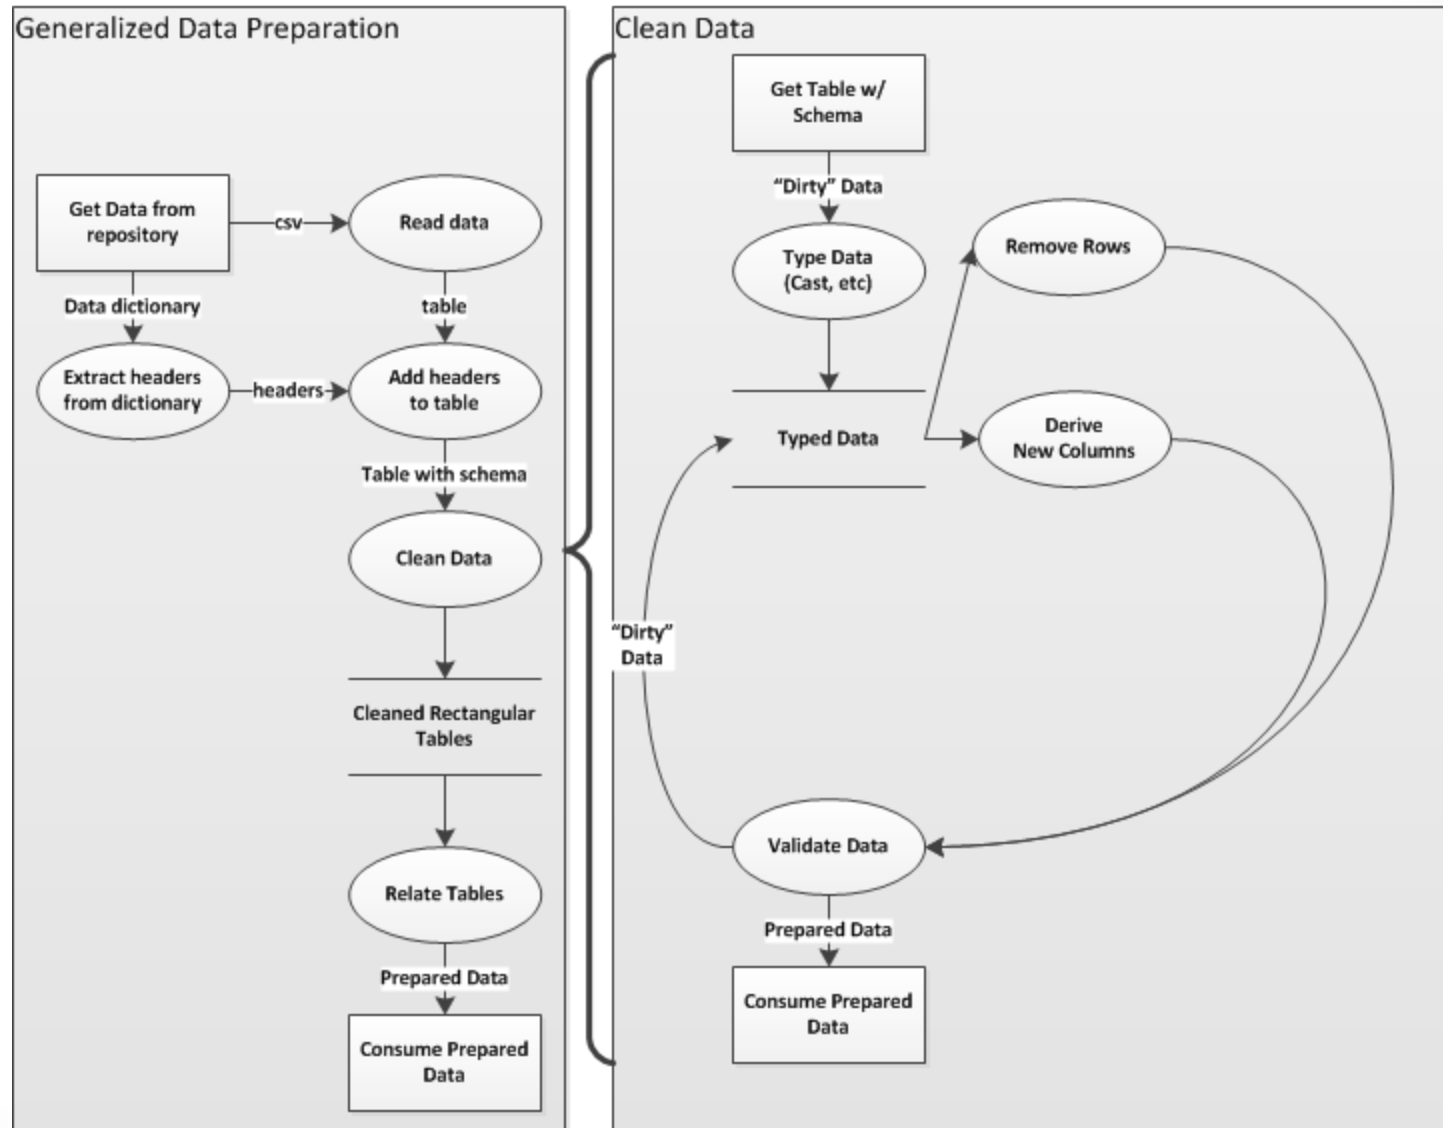 Generalized Data Preparation
Get Data from
repository
csv
Read data
Data dictionary
table
Extract headers
from dictionary
headers
Add headers
to table
Table with schema
Clean Data
Cleaned Rectangular
Tables
Relate Tables
Prepared Data
Consume Prepared
Data
Clean Data
Get Table w/
Schema
“Dirty” Data
Type Data
(Cast, etc)
Remove Rows
Typed Data
Derive
New Columns
“Dirty”
Data
Validate Data
Prepared Data
Consume Prepared
Data